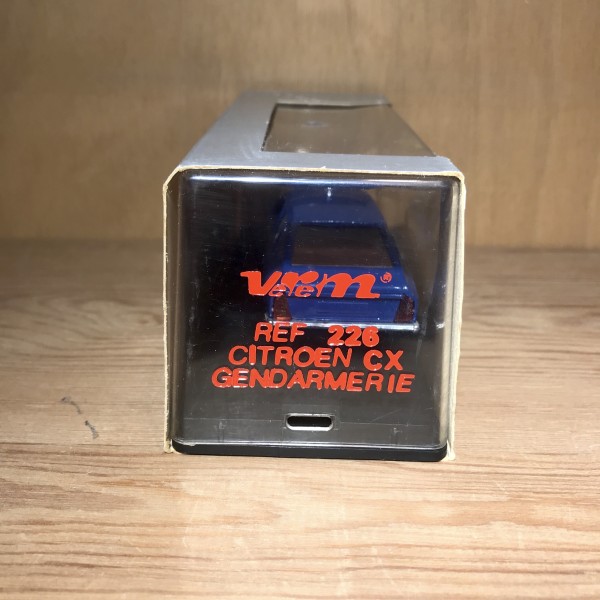 Verem®
REF 226
CITROEN CX
GENDARMERIE